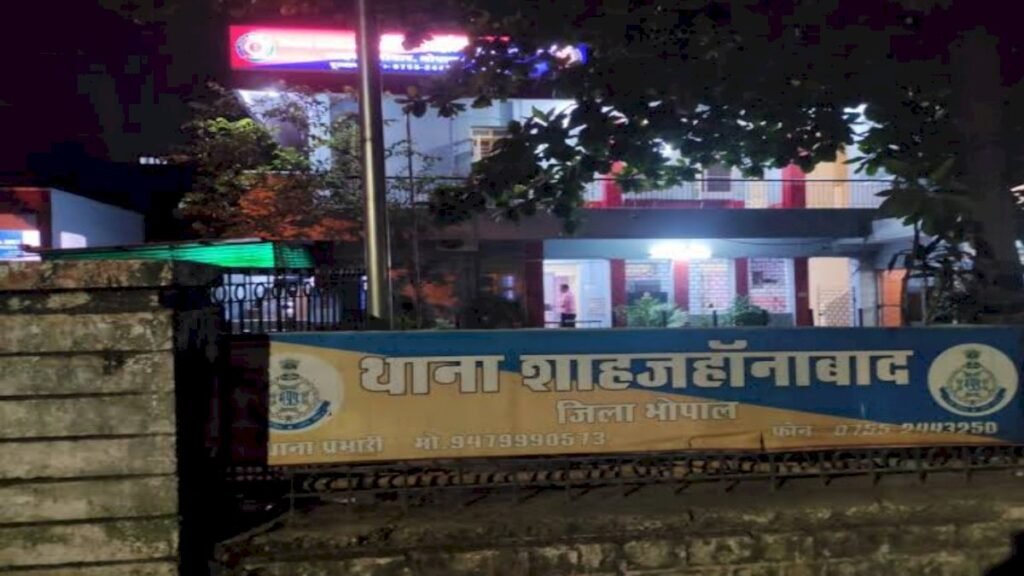 थाना शाहजहॉनाबाद
जिला भोपाल
थाना प्रभारी मो.9479990573 फोन - 0755-2443250